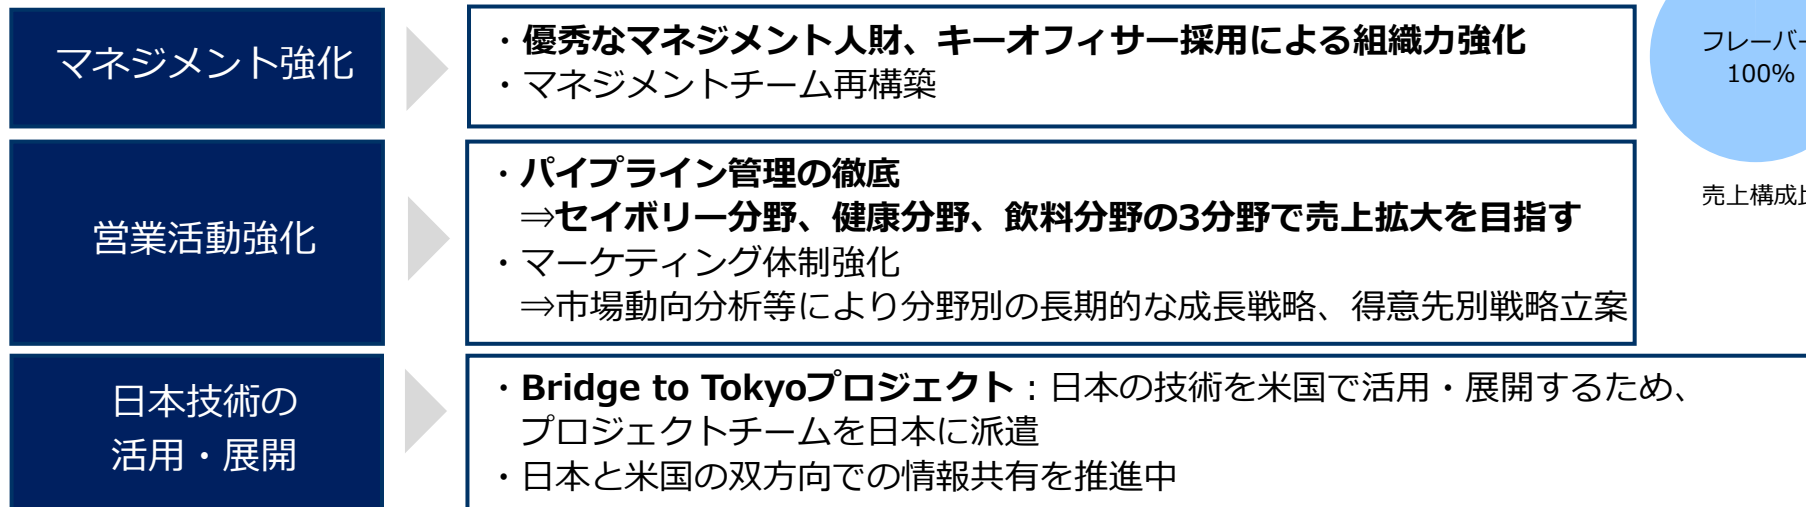 マネジメント強化
・優秀なマネジメント人財、キーオフィサー採用による組織力強化
・マネジメントチーム再構築
フレーバー
100%
売上構成比
営業活動強化
・パイプライン管理の徹底
⇒セイボリー分野、健康分野、飲料分野の3分野で売上拡大を目指す
・マーケティング体制強化
⇒市場動向分析等により分野別の長期的な成長戦略、得意先別戦略立案
日本技術の
活用・展開
・Bridge to Tokyoプロジェクト：日本の技術を米国で活用・展開するため、
プロジェクトチームを日本に派遣
・日本と米国の双方向での情報共有を推進中